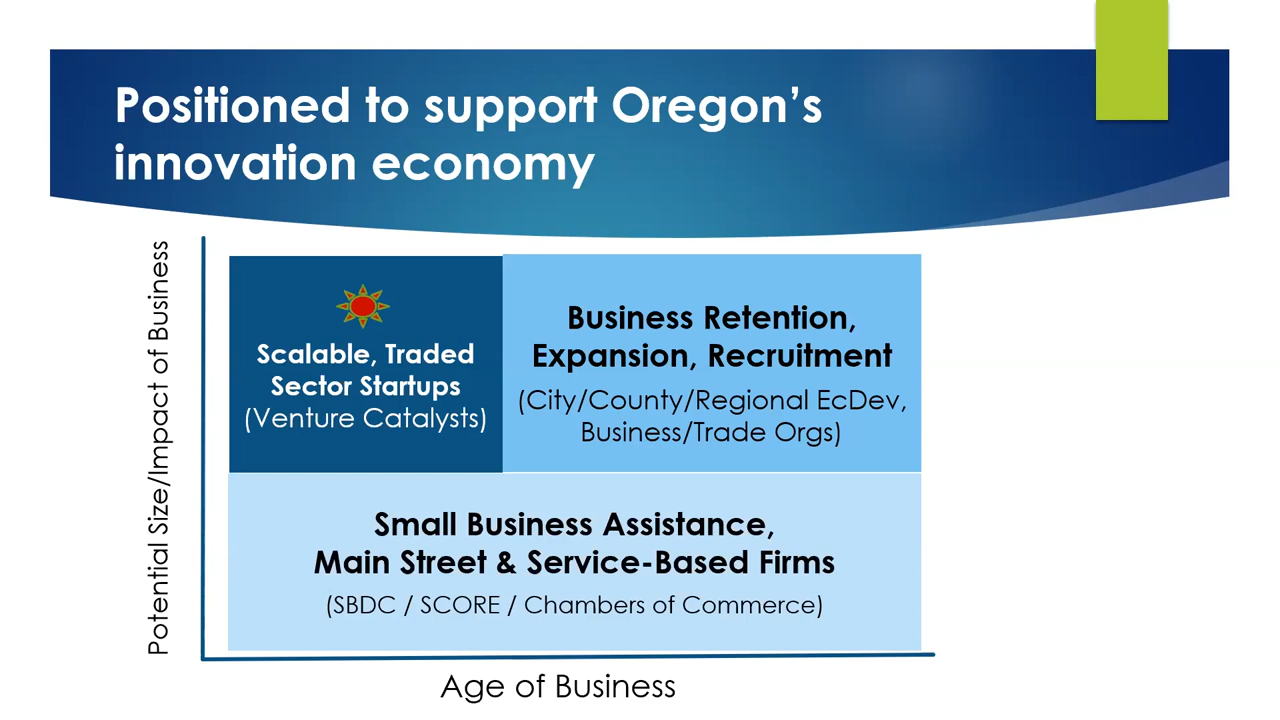 Positioned to support Oregon’s
innovation economy
Potential Size/Impact of Business
Scalable, Traded
Sector Startups
(Venture Catalysts)
Business Retention,
Expansion, Recruitment
(City/County/Regional EcDev,
Business/Trade Orgs)
Small Business Assistance,
Main Street & Service-Based Firms
(SBDC / SCORE / Chambers of Commerce)
Age of Business